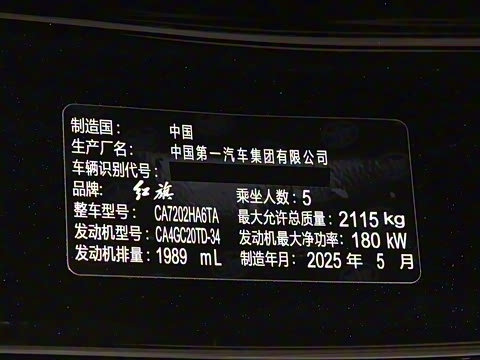 制造国： 中国
生产厂名： 中国第一汽车集团有限公司
车辆识别代号：
品牌： 红旗 乘坐人数：5
整车型号： CA7202HA6TA 最大允许总质量：2115 kg
发动机型号：CA4GC20TD-34 发动机最大净功率：180 kW
发动机排量：1989 mL 制造年月：2025 年 5 月